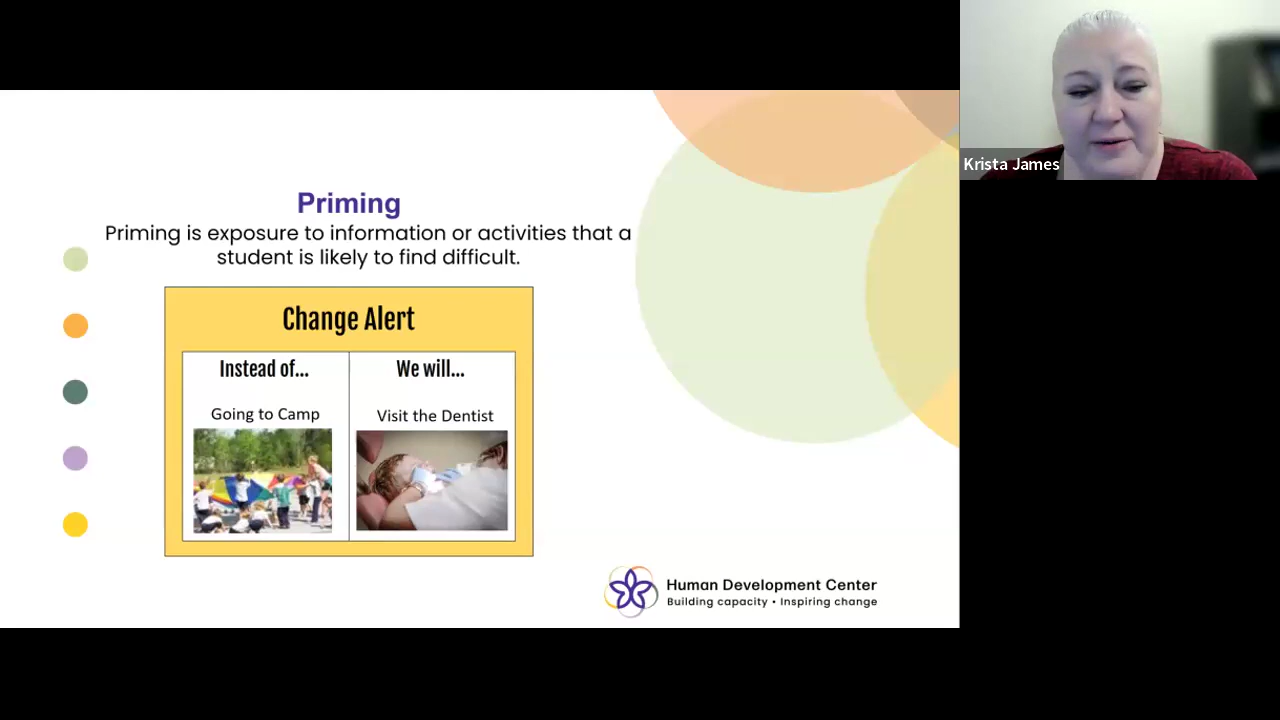 Priming
Priming is exposure to information or activities that a
student is likely to find difficult.
Change Alert
Instead of...
We will...
Going to Camp
Visit the Dentist
Human Development Center
Building capacity • Inspiring change
Krista James